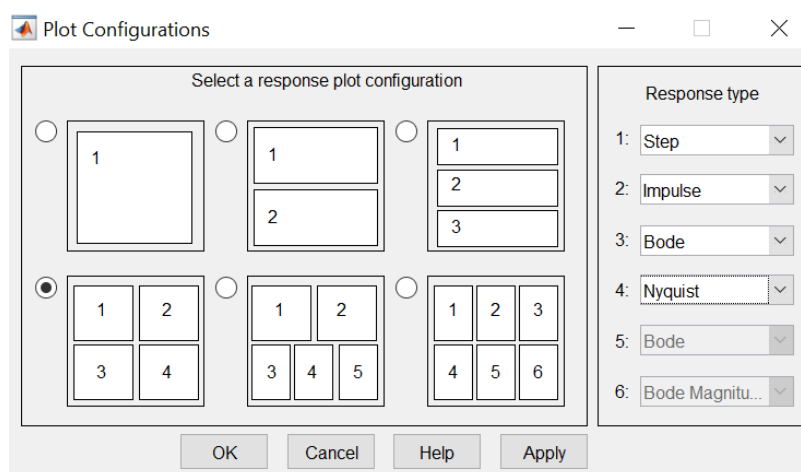 Plot Configurations
Select a response plot configuration
1
1
2
1
2
3
1 2
3 4
1 2
3 4 5
1 2 3
4 5 6
Response type
1: Step
2: Impulse
3: Bode
4: Nyquist
5: Bode
6: Bode Magnitu...
OK Cancel Help Apply